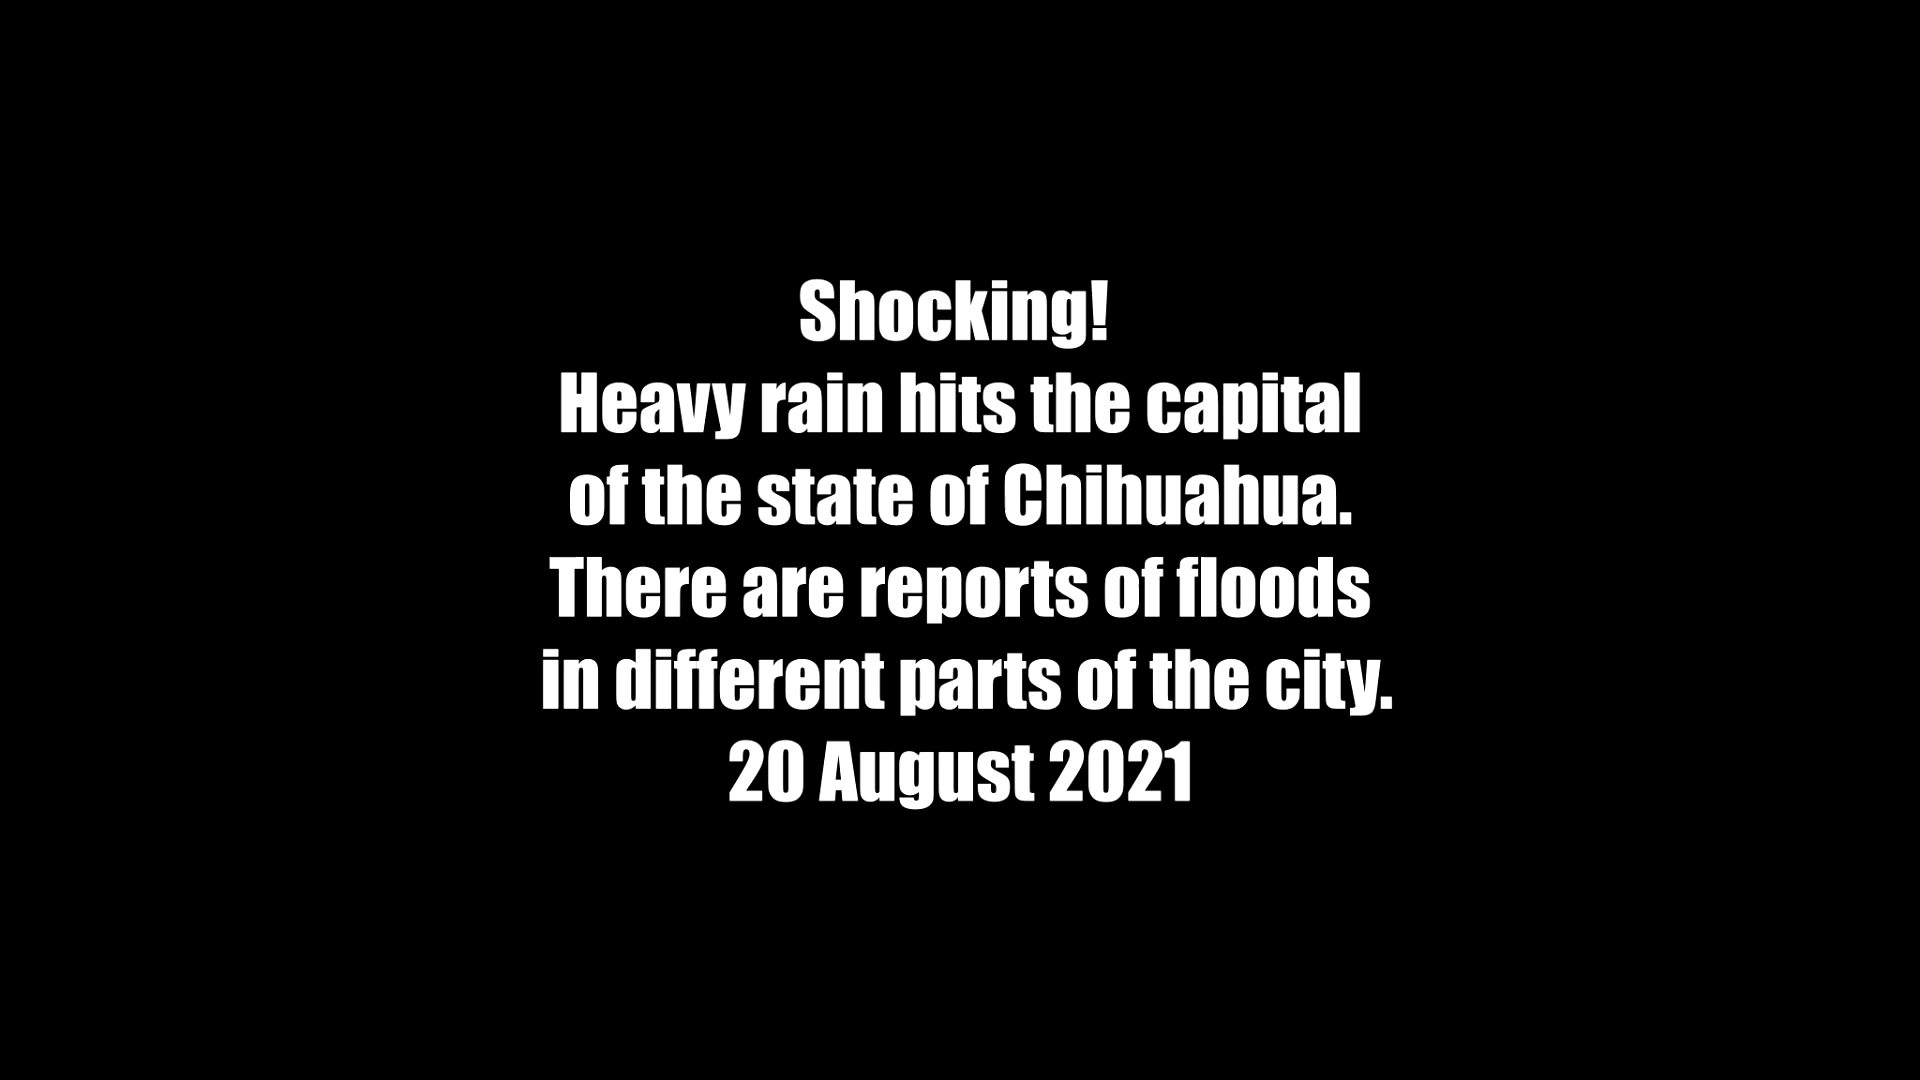 Shocking!
Heavy rain hits the capital
of the state of Chihuahua.
There are reports of floods
in different parts of the city.
20 August 2021